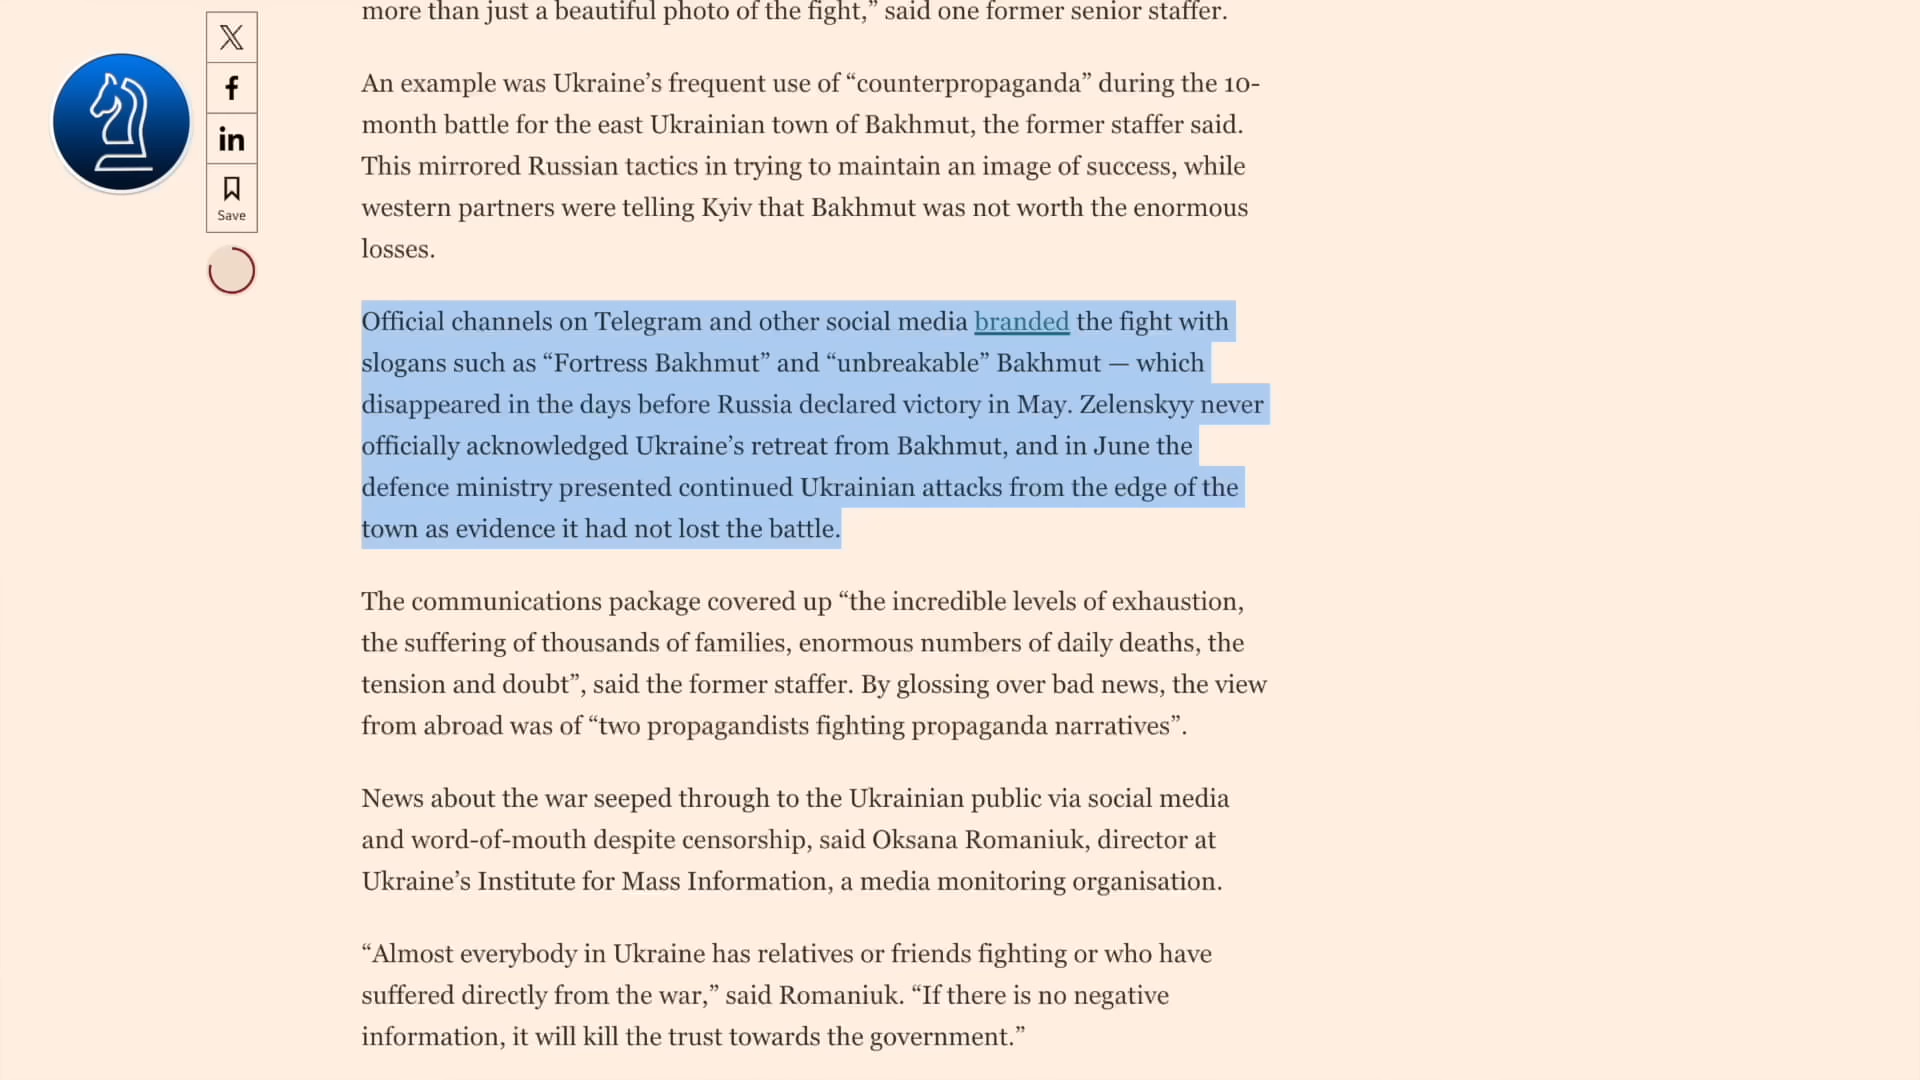 more than just a beautiful photo of the fight,” said one former senior staffer.
An example was Ukraine’s frequent use of “counterpropaganda” during the 10-
month battle for the east Ukrainian town of Bakhmut, the former staffer said.
This mirrored Russian tactics in trying to maintain an image of success, while
western partners were telling Kyiv that Bakhmut was not worth the enormous
losses.
Save
Official channels on Telegram and other social media branded the fight with
slogans such as “Fortress Bakhmut” and “unbreakable” Bakhmut — which
disappeared in the days before Russia declared victory in May. Zelenskyy never
officially acknowledged Ukraine’s retreat from Bakhmut, and in June the
defence ministry presented continued Ukrainian attacks from the edge of the
town as evidence it had not lost the battle.
The communications package covered up “the incredible levels of exhaustion,
the suffering of thousands of families, enormous numbers of daily deaths, the
tension and doubt”, said the former staffer. By glossing over bad news, the view
from abroad was of “two propagandists fighting propaganda narratives”.
News about the war seeped through to the Ukrainian public via social media
and word-of-mouth despite censorship, said Oksana Romaniuk, director at
Ukraine’s Institute for Mass Information, a media monitoring organisation.
“Almost everybody in Ukraine has relatives or friends fighting or who have
suffered directly from the war,” said Romaniuk. “If there is no negative
information, it will kill the trust towards the government.”